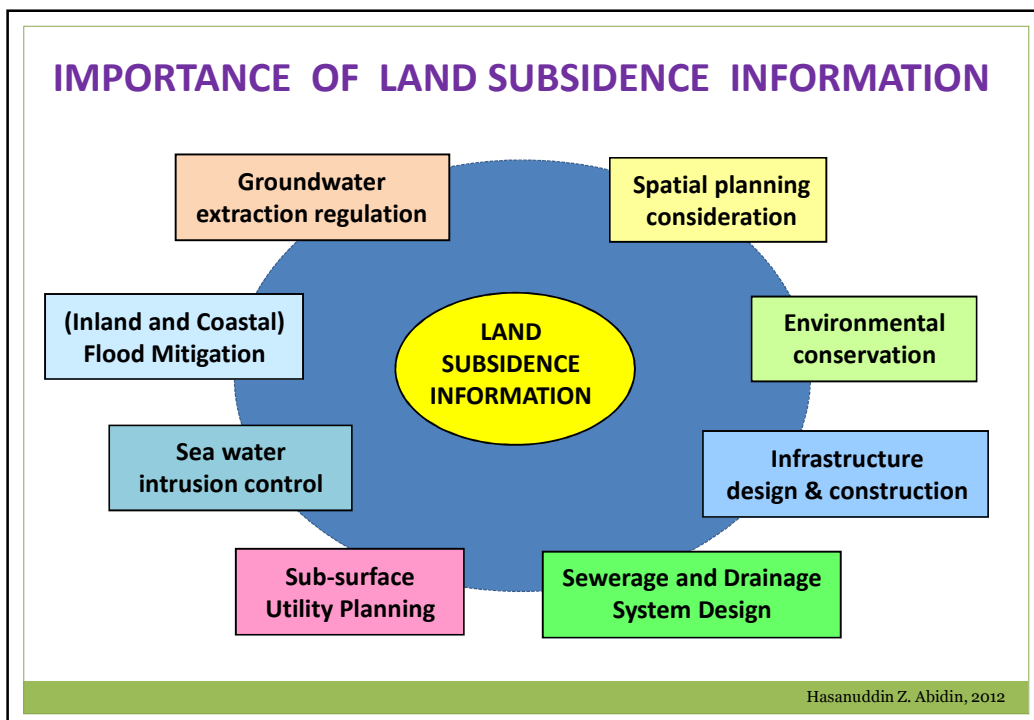 IMPORTANCE OF LAND SUBSIDENCE INFORMATION
Groundwater
extraction regulation
Spatial planning
consideration
(Inland and Coastal)
Flood Mitigation
LAND
SUBSIDENCE
INFORMATION
Environmental
conservation
Sea water
intrusion control
Infrastructure
design & construction
Sub-surface
Utility Planning
Sewerage and Drainage
System Design
Hasanuddin Z. Abidin, 2012